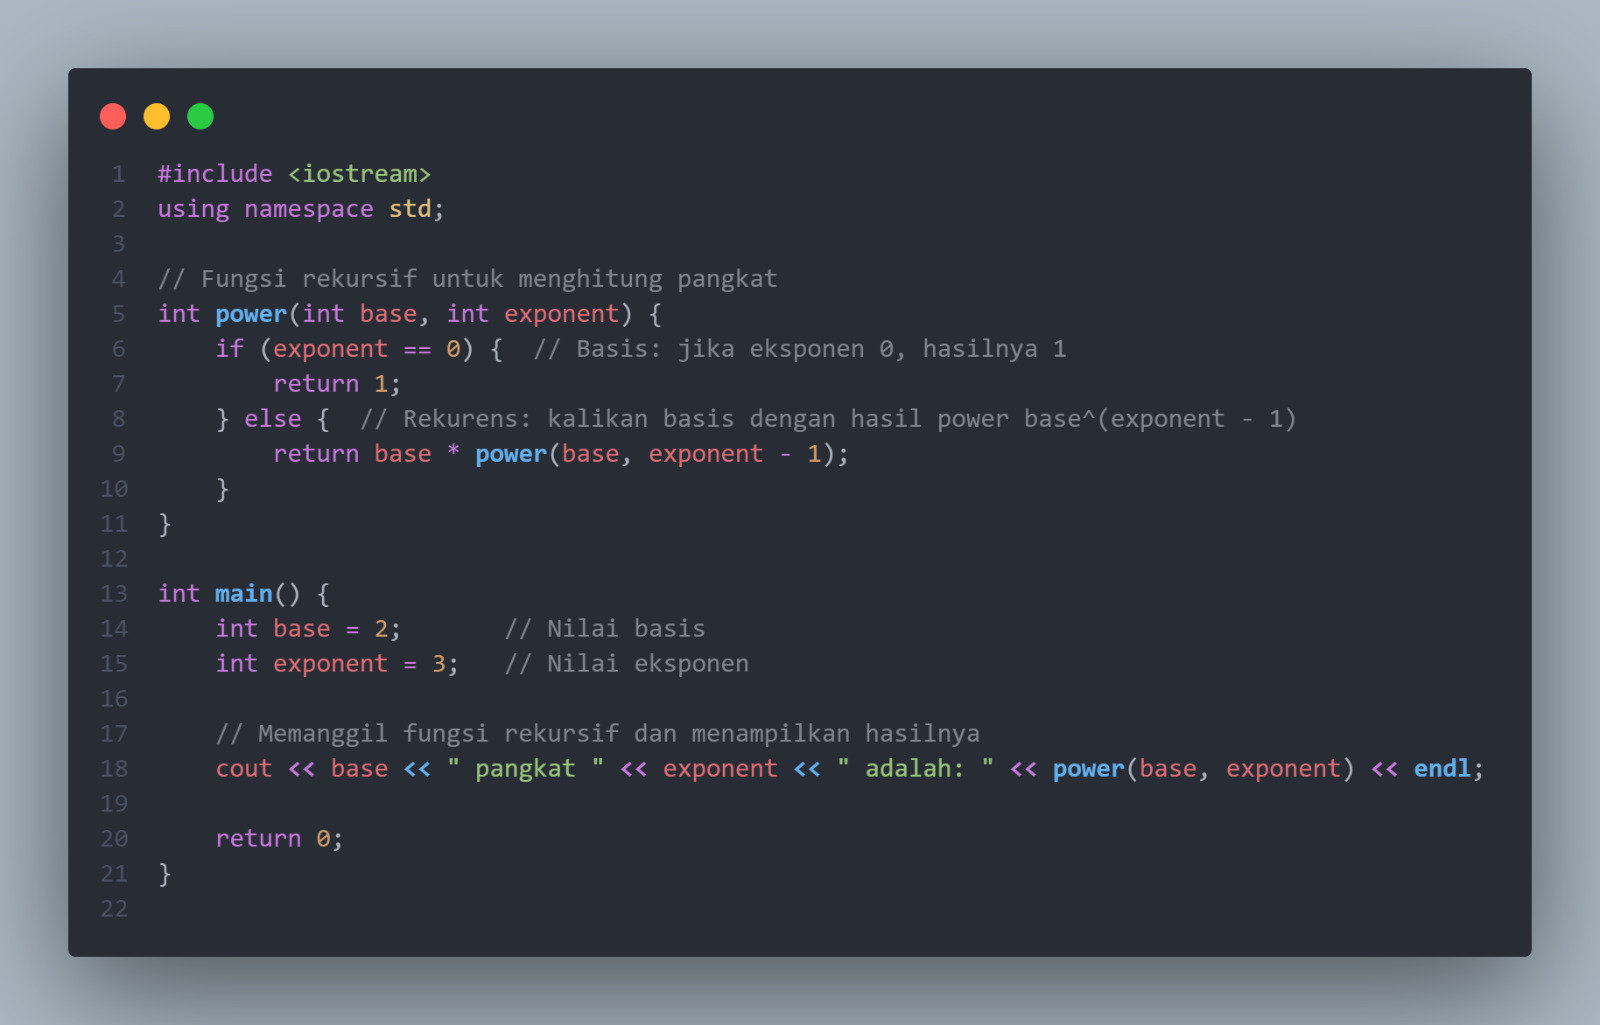 1 #include <iostream>
2 using namespace std;
3
4 // Fungsi rekursif untuk menghitung pangkat
5 int power(int base, int exponent) {
6     if (exponent == 0) {  // Basis: jika eksponen 0, hasilnya 1
7         return 1;
8     } else {  // Rekurens: kalikan basis dengan hasil power base^(exponent - 1)
9         return base * power(base, exponent - 1);
10     }
11 }
12
13 int main() {
14     int base = 2;       // Nilai basis
15     int exponent = 3;   // Nilai eksponen
16
17     // Memanggil fungsi rekursif dan menampilkan hasilnya
18     cout << base << " pangkat " << exponent << " adalah: " << power(base, exponent) << endl;
19
20     return 0;
21 }
22